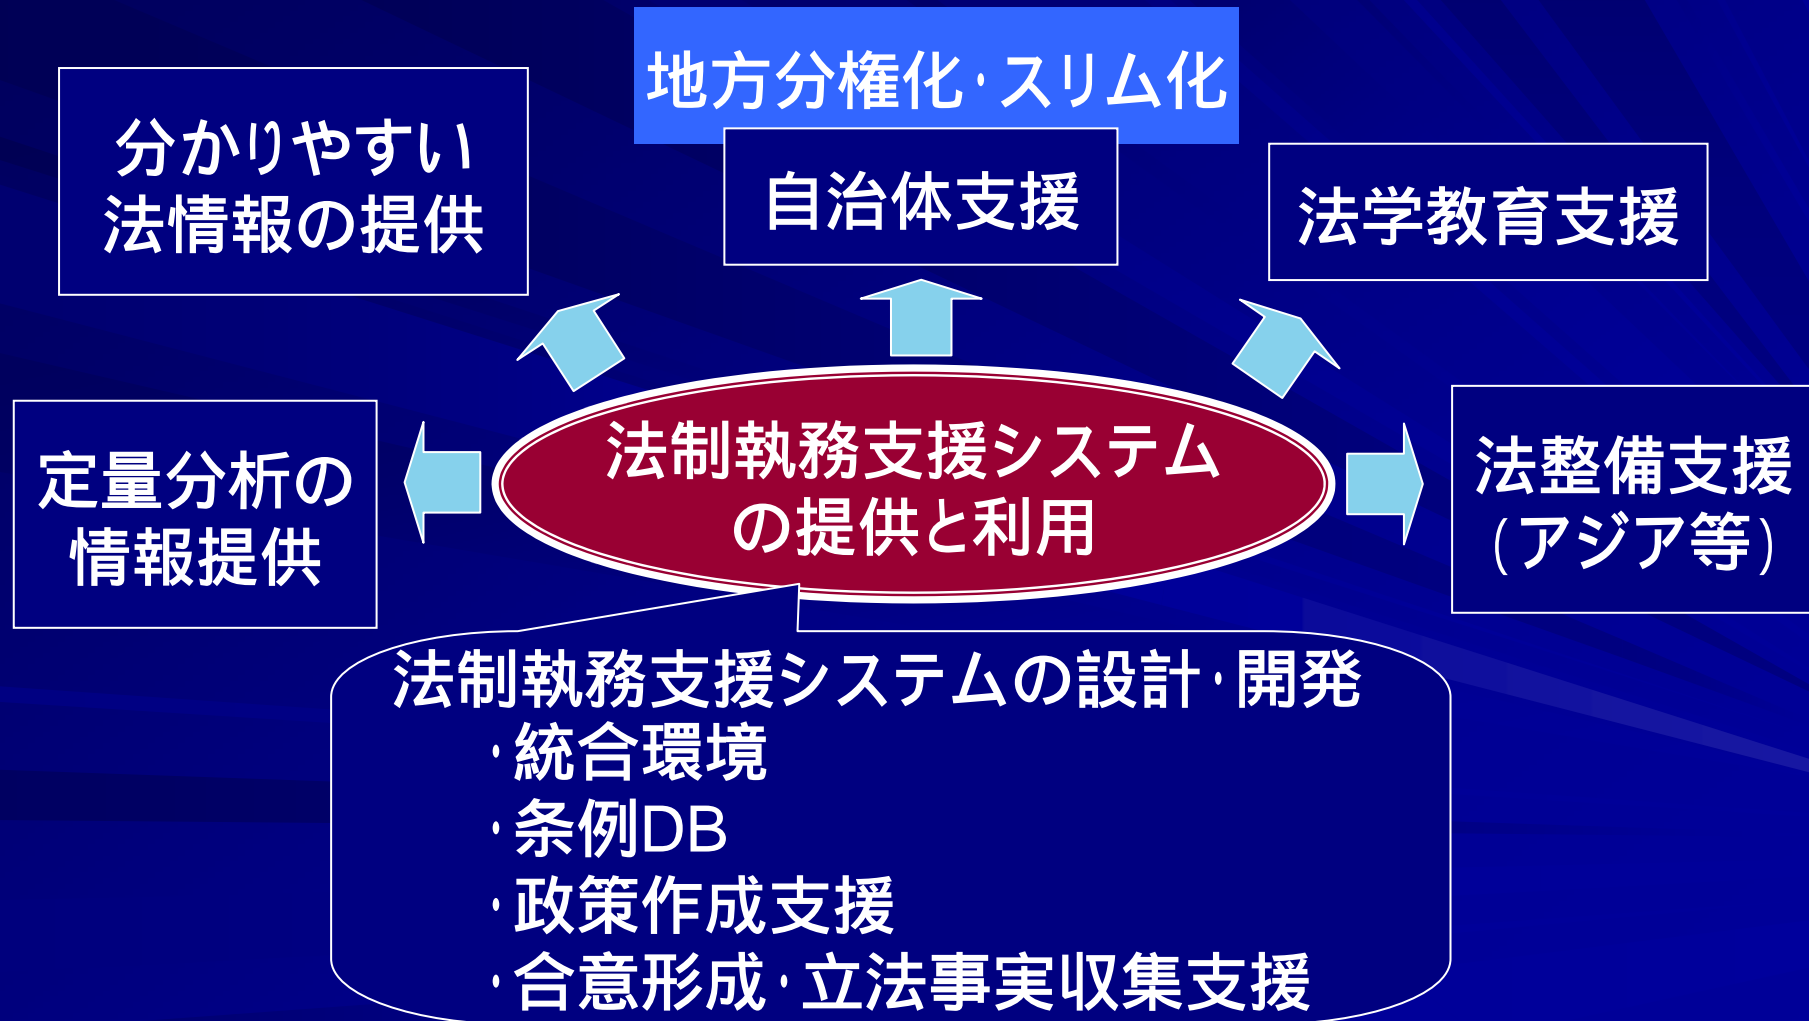 地方分権化・スリム化
分かりやすい
法情報の提供
自治体支援
法学教育支援
定量分析の
情報提供
法制執務支援システム
の提供と利用
法整備支援
(アジア等)
法制執務支援システムの設計・開発
・統合環境
・条例DB
・政策作成支援
・合意形成・立法事実収集支援